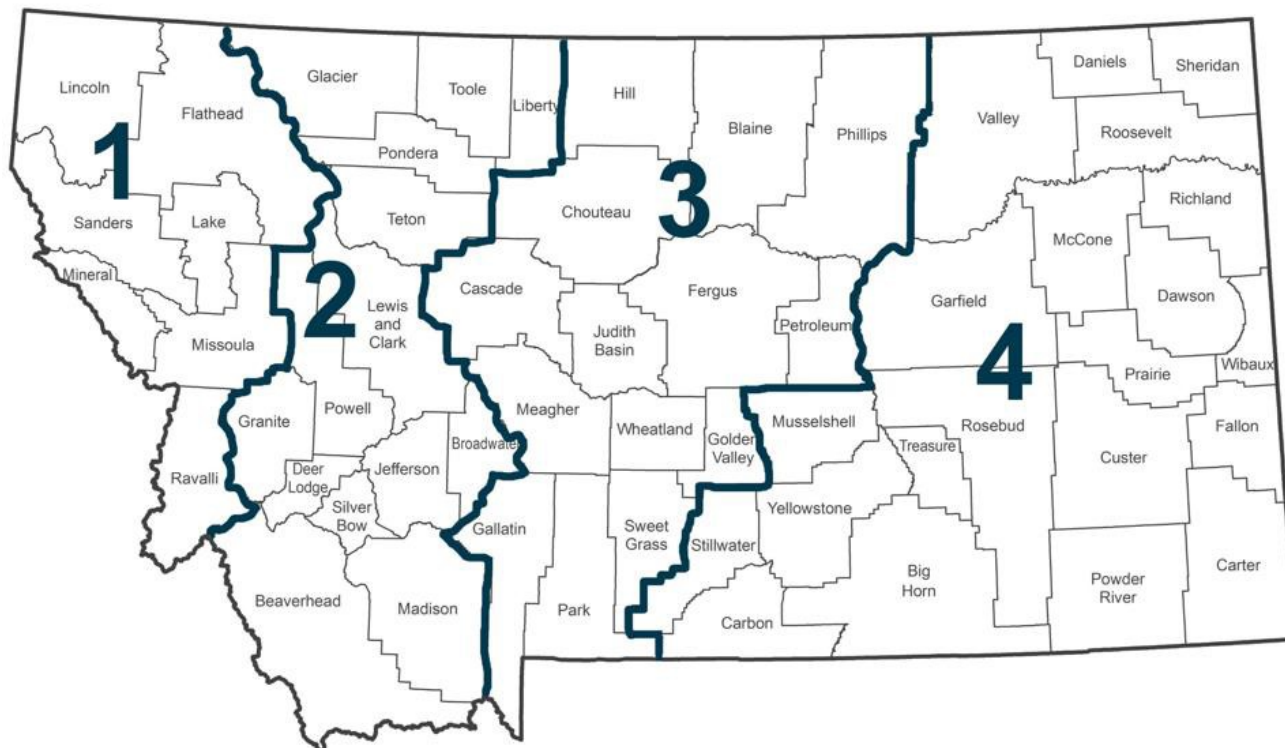 Lincoln
Flathead
1
Sanders
Lake
Mineral
Missoula
Ravalli
Glacier
Toole
Liberty
Pondera
Teton
2
Lewis
and
Clark
Granite
Powell
Deer
Lodge
Silver
Bow
Jefferson
Broadwater
Beaverhead
Madison
Hill
Blaine
Phillips
Chouteau
3
Cascade
Judith
Basin
Fergus
Petroleum
Meagher
Wheatland
Golden
Valley
Gallatin
Park
Sweet
Grass
Valley
Daniels
Sheridan
Roosevelt
Richland
McCone
Garfield
Dawson
4
Prairie
Wibaux
Musselshell
Treasure
Rosebud
Custer
Fallon
Yellowstone
Stillwater
Big
Horn
Carbon
Powder
River
Carter